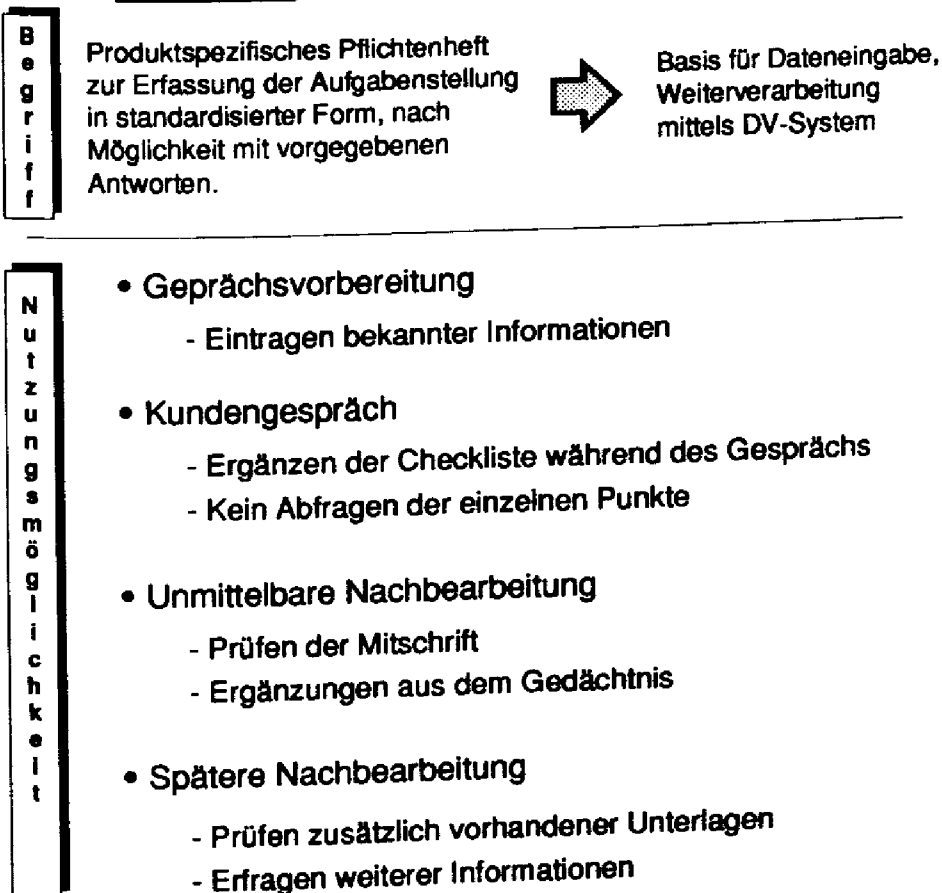 Begriff
Produktspezifisches Pflichtenheft
zur Erfassung der Aufgabenstellung
in standardisierter Form, nach
Möglichkeit mit vorgegebenen
Antworten.
Basis für Dateneingabe,
Weiterverarbeitung
mittels DV-System
Nutzungsmöglichkeit
• Geprächsvorbereitung
- Eintragen bekannter Informationen
• Kundengespräch
- Ergänzen der Checkliste während des Gesprächs
- Kein Abfragen der einzelnen Punkte
• Unmittelbare Nachbearbeitung
- Prüfen der Mitschrift
- Ergänzungen aus dem Gedächtnis
• Spätere Nachbearbeitung
- Prüfen zusätzlich vorhandener Unterlagen
- Erfragen weiterer Informationen